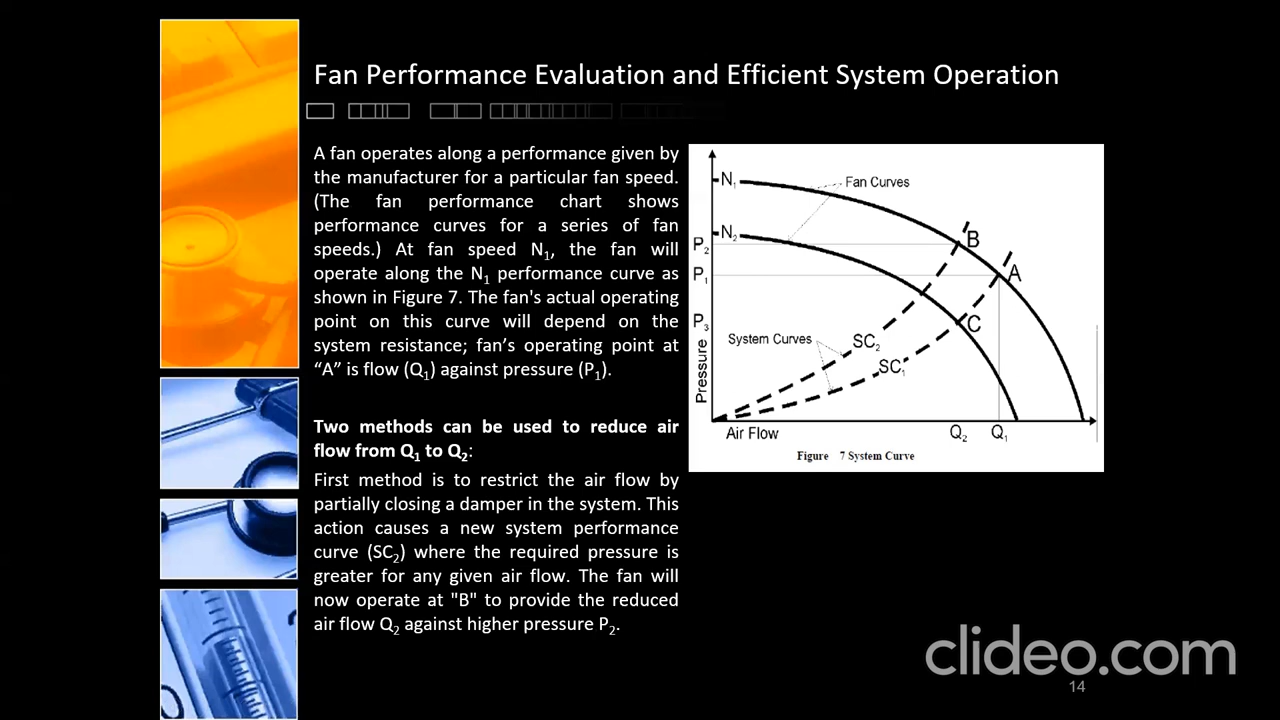 Fan Performance Evaluation and Efficient System Operation
A fan operates along a performance given by
the manufacturer for a particular fan speed.
(The fan performance chart shows
performance curves for a series of fan
speeds.) At fan speed N₁, the fan will
operate along the N₁ performance curve as
shown in Figure 7. The fan's actual operating
point on this curve will depend on the
system resistance; fan’s operating point at
“A” is flow (Q₁) against pressure (P₁).
Two methods can be used to reduce air
flow from Q₁ to Q₂:
First method is to restrict the air flow by
partially closing a damper in the system. This
action causes a new system performance
curve (SC₂) where the required pressure is
greater for any given air flow. The fan will
now operate at "B" to provide the reduced
air flow Q₂ against higher pressure P₂.
N₁
Fan Curves
N₂
P₂
B
P₁
A
P₃
C
System Curves
SC₂
SC₁
Pressure
Air Flow
Q₂
Q₁
Figure 7 System Curve
clideo.com
14